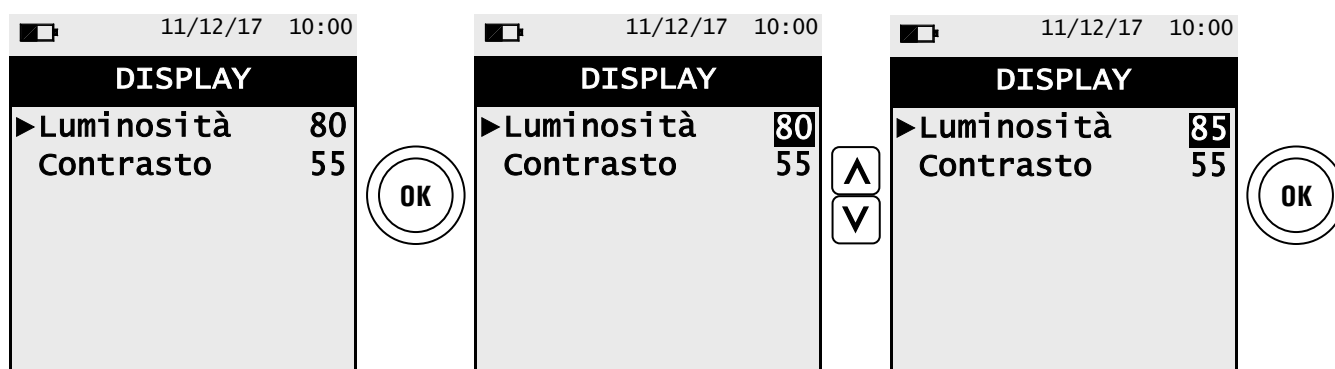 11/12/17 10:00
DISPLAY
▶Luminosità 80
Contrasto 55
OK
11/12/17 10:00
DISPLAY
▶Luminosità 80
Contrasto 55
11/12/17 10:00
DISPLAY
▶Luminosità 85
Contrasto 55
OK